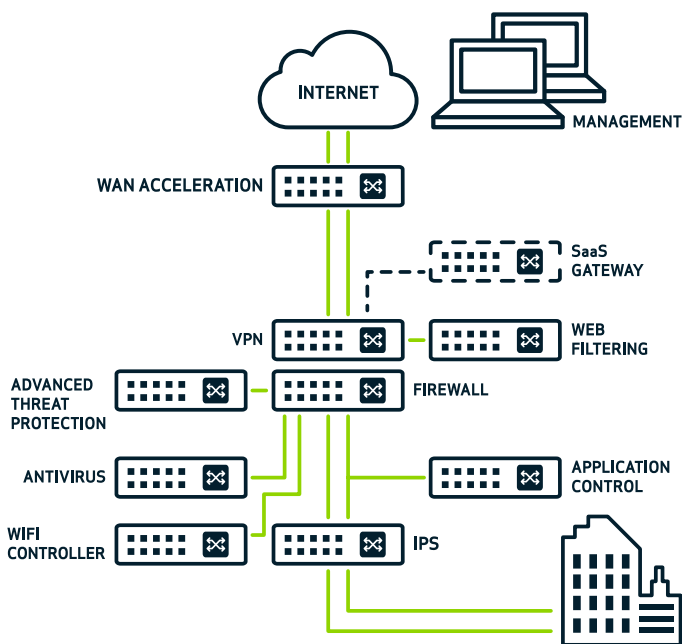 INTERNET
MANAGEMENT
WAN ACCELERATION
SaaS
GATEWAY
VPN
WEB
FILTERING
ADVANCED
THREAT
PROTECTION
FIREWALL
ANTIVIRUS
APPLICATION
CONTROL
WIFI
CONTROLLER
IPS